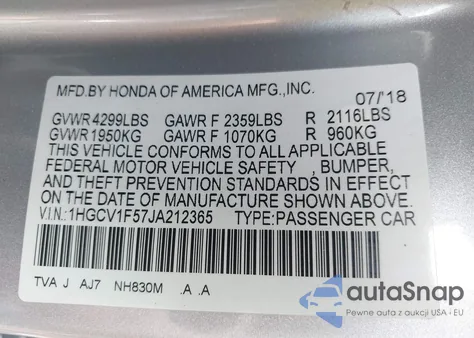 MFD.BY HONDA OF AMERICA MFG.,INC.
07/'18
GVWR 4299LBS GAWR F 2359LBS R 2116LBS
GVWR 1950KG GAWR F 1070KG R 960KG
THIS VEHICLE CONFORMS TO ALL APPLICABLE
FEDERAL MOTOR VEHICLE SAFETY , BUMPER,
AND THEFT PREVENTION STANDARDS IN EFFECT
ON THE DATE OF MANUFACTURE SHOWN ABOVE.
V.I.N.:1HGCV1F57JA212365 TYPE:PASSENGER CAR
TVA J AJ7 NH830M .A .A
autoSnap
Pewne auta z aukcji USA i EU